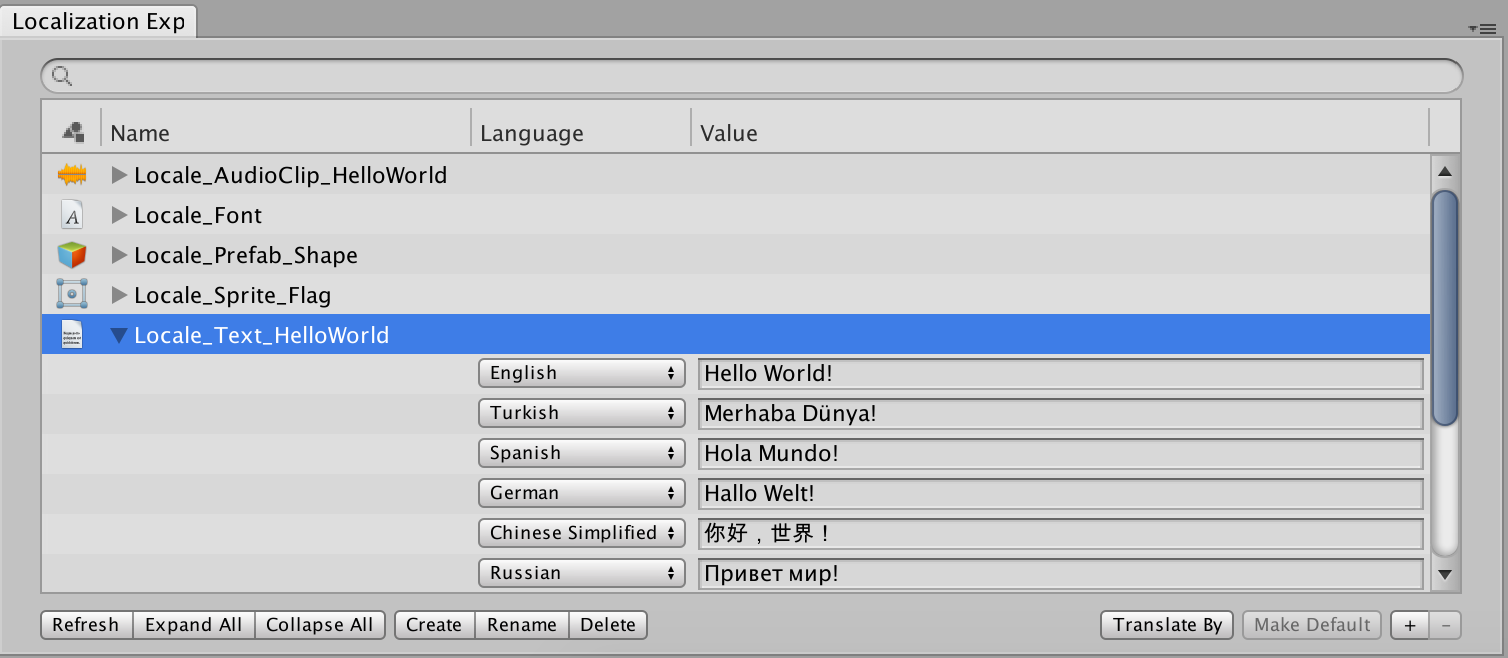 Localization Exp
Name Language Value
Locale_AudioClip_HelloWorld
Locale_Font
Locale_Prefab_Shape
Locale_Sprite_Flag
Locale_Text_HelloWorld
English Hello World!
Turkish Merhaba Dünya!
Spanish Hola Mundo!
German Hallo Welt!
Chinese Simplified 你好，世界！
Russian Привет мир!
Refresh Expand All Collapse All Create Rename Delete Translate By Make Default + -